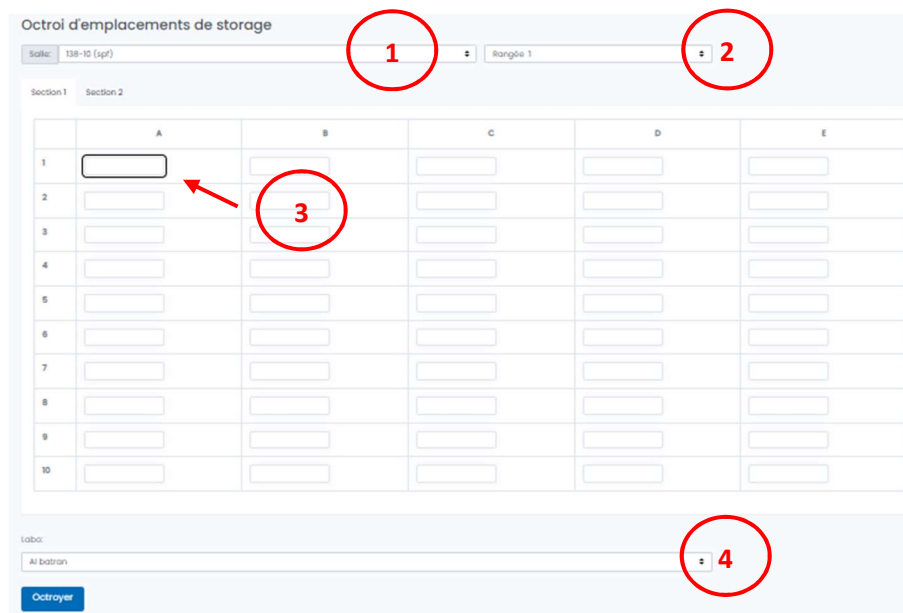 Octroi d'emplacements de storage
Salle: 138-10 (spf) 1 Rangée 1 2
Section 1 Section 2
A B C D E
1
2
3
3
4
5
6
7
8
9
10
Labo:
Al batran 4
Octroyer